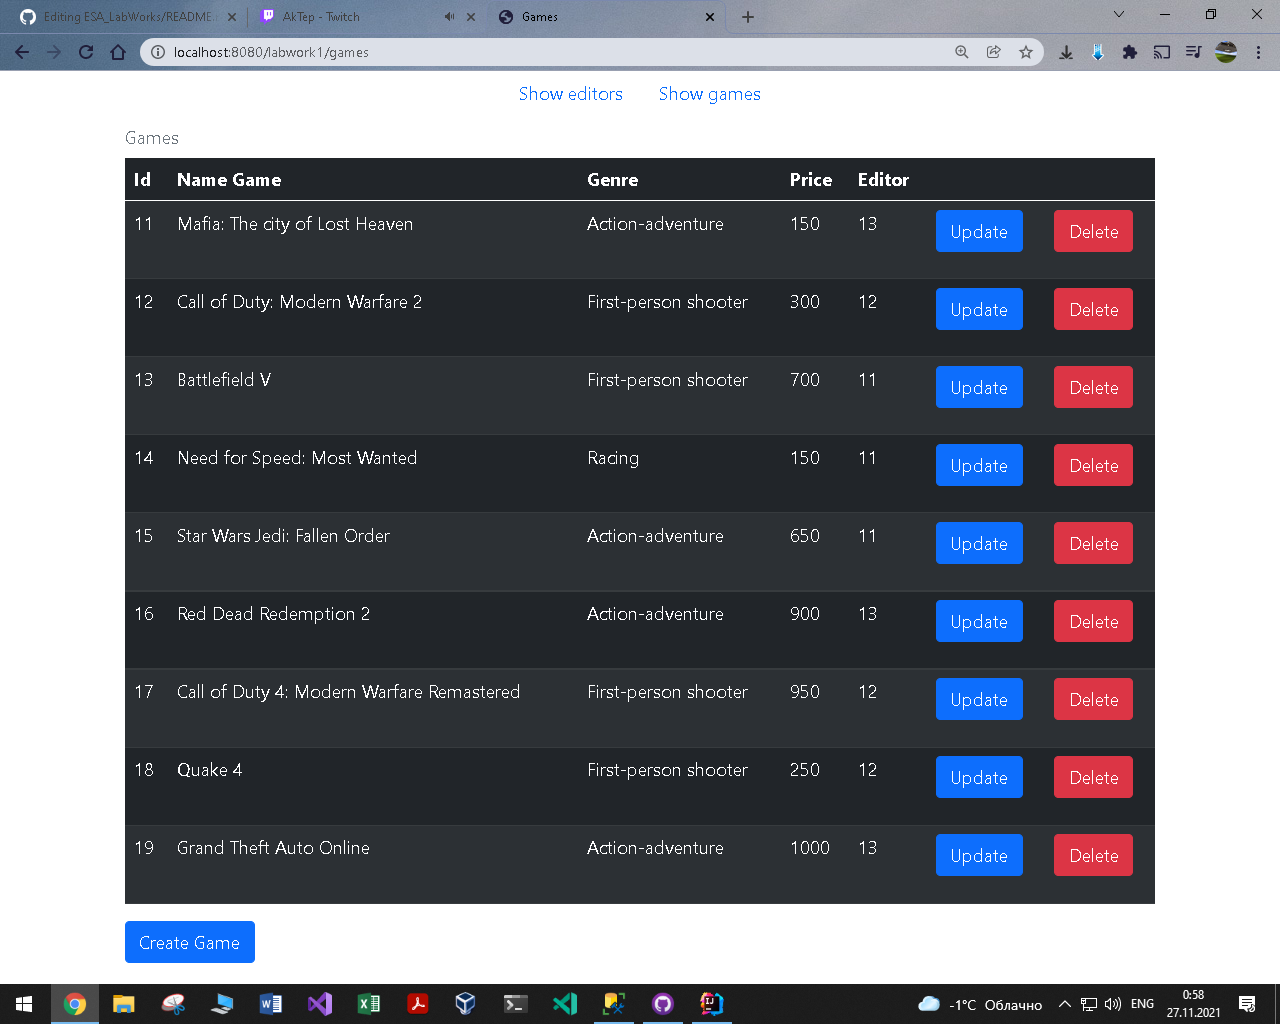 Editing ESA_LabWorks/README.
AkTep - Twitch
Games
localhost:8080/labwork1/games
Show editors Show games
Games
Id Name Game Genre Price Editor
11 Mafia: The city of Lost Heaven Action-adventure 150 13 Update Delete
12 Call of Duty: Modern Warfare 2 First-person shooter 300 12 Update Delete
13 Battlefield V First-person shooter 700 11 Update Delete
14 Need for Speed: Most Wanted Racing 150 11 Update Delete
15 Star Wars Jedi: Fallen Order Action-adventure 650 11 Update Delete
16 Red Dead Redemption 2 Action-adventure 900 13 Update Delete
17 Call of Duty 4: Modern Warfare Remastered First-person shooter 950 12 Update Delete
18 Quake 4 First-person shooter 250 12 Update Delete
19 Grand Theft Auto Online Action-adventure 1000 13 Update Delete
Create Game
-1°C Облачно ENG
0:58
27.11.2021